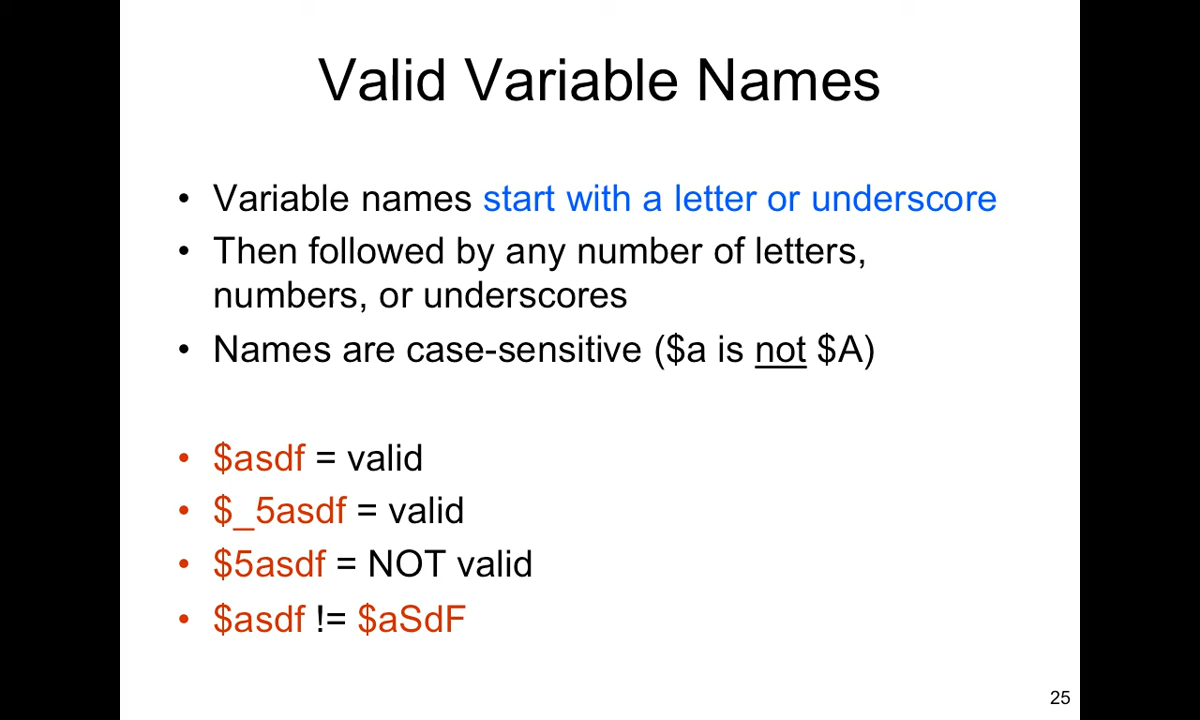 Valid Variable Names
• Variable names start with a letter or underscore
• Then followed by any number of letters,
numbers, or underscores
• Names are case-sensitive ($a is not $A)
• $asdf = valid
• $_5asdf = valid
• $5asdf = NOT valid
• $asdf != $aSdF
25